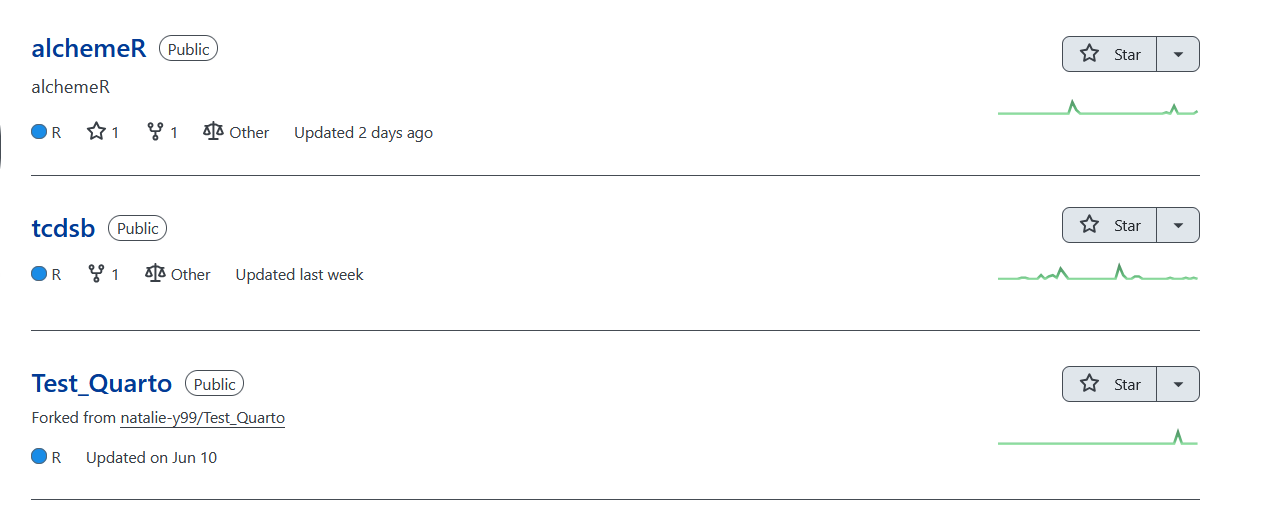 alchemeR Public
Star
alchemeR
R 1 1 Other Updated 2 days ago
tcdsb Public
Star
R 1 Other Updated last week
Test_Quarto Public
Star
Forked from natalie-y99/Test_Quarto
R Updated on Jun 10